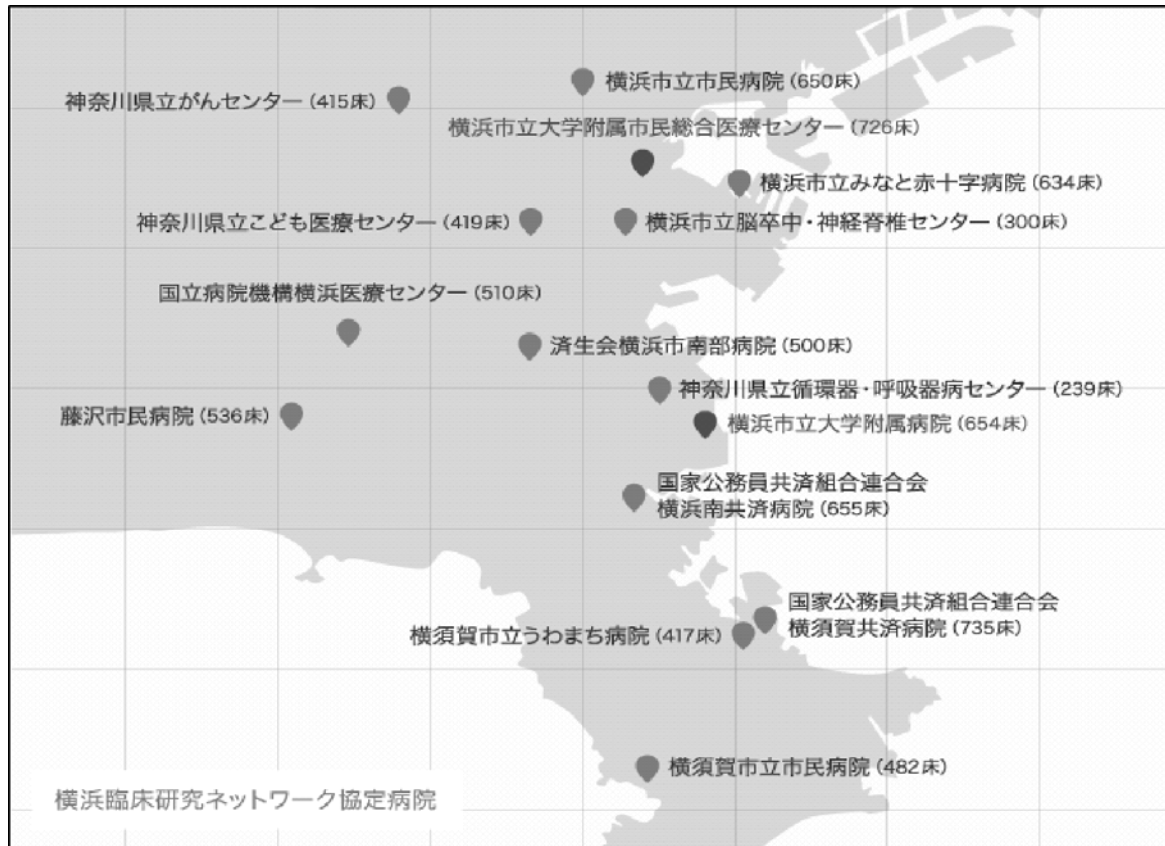 横浜市立市民病院 (650床)
神奈川県立がんセンター (415床)
横浜市立大学附属市民総合医療センター (726床)
横浜市立みなと赤十字病院 (634床)
神奈川県立こども医療センター (419床)
横浜市立脳卒中・神経脊椎センター (300床)
国立病院機構横浜医療センター (510床)
済生会横浜市南部病院 (500床)
神奈川県立循環器・呼吸器病センター (239床)
藤沢市民病院 (536床)
横浜市立大学附属病院 (654床)
国家公務員共済組合連合会
横浜南共済病院 (655床)
国家公務員共済組合連合会
横須賀共済病院 (735床)
横須賀市立うわまち病院 (417床)
横須賀市立市民病院 (482床)
横浜臨床研究ネットワーク協定病院